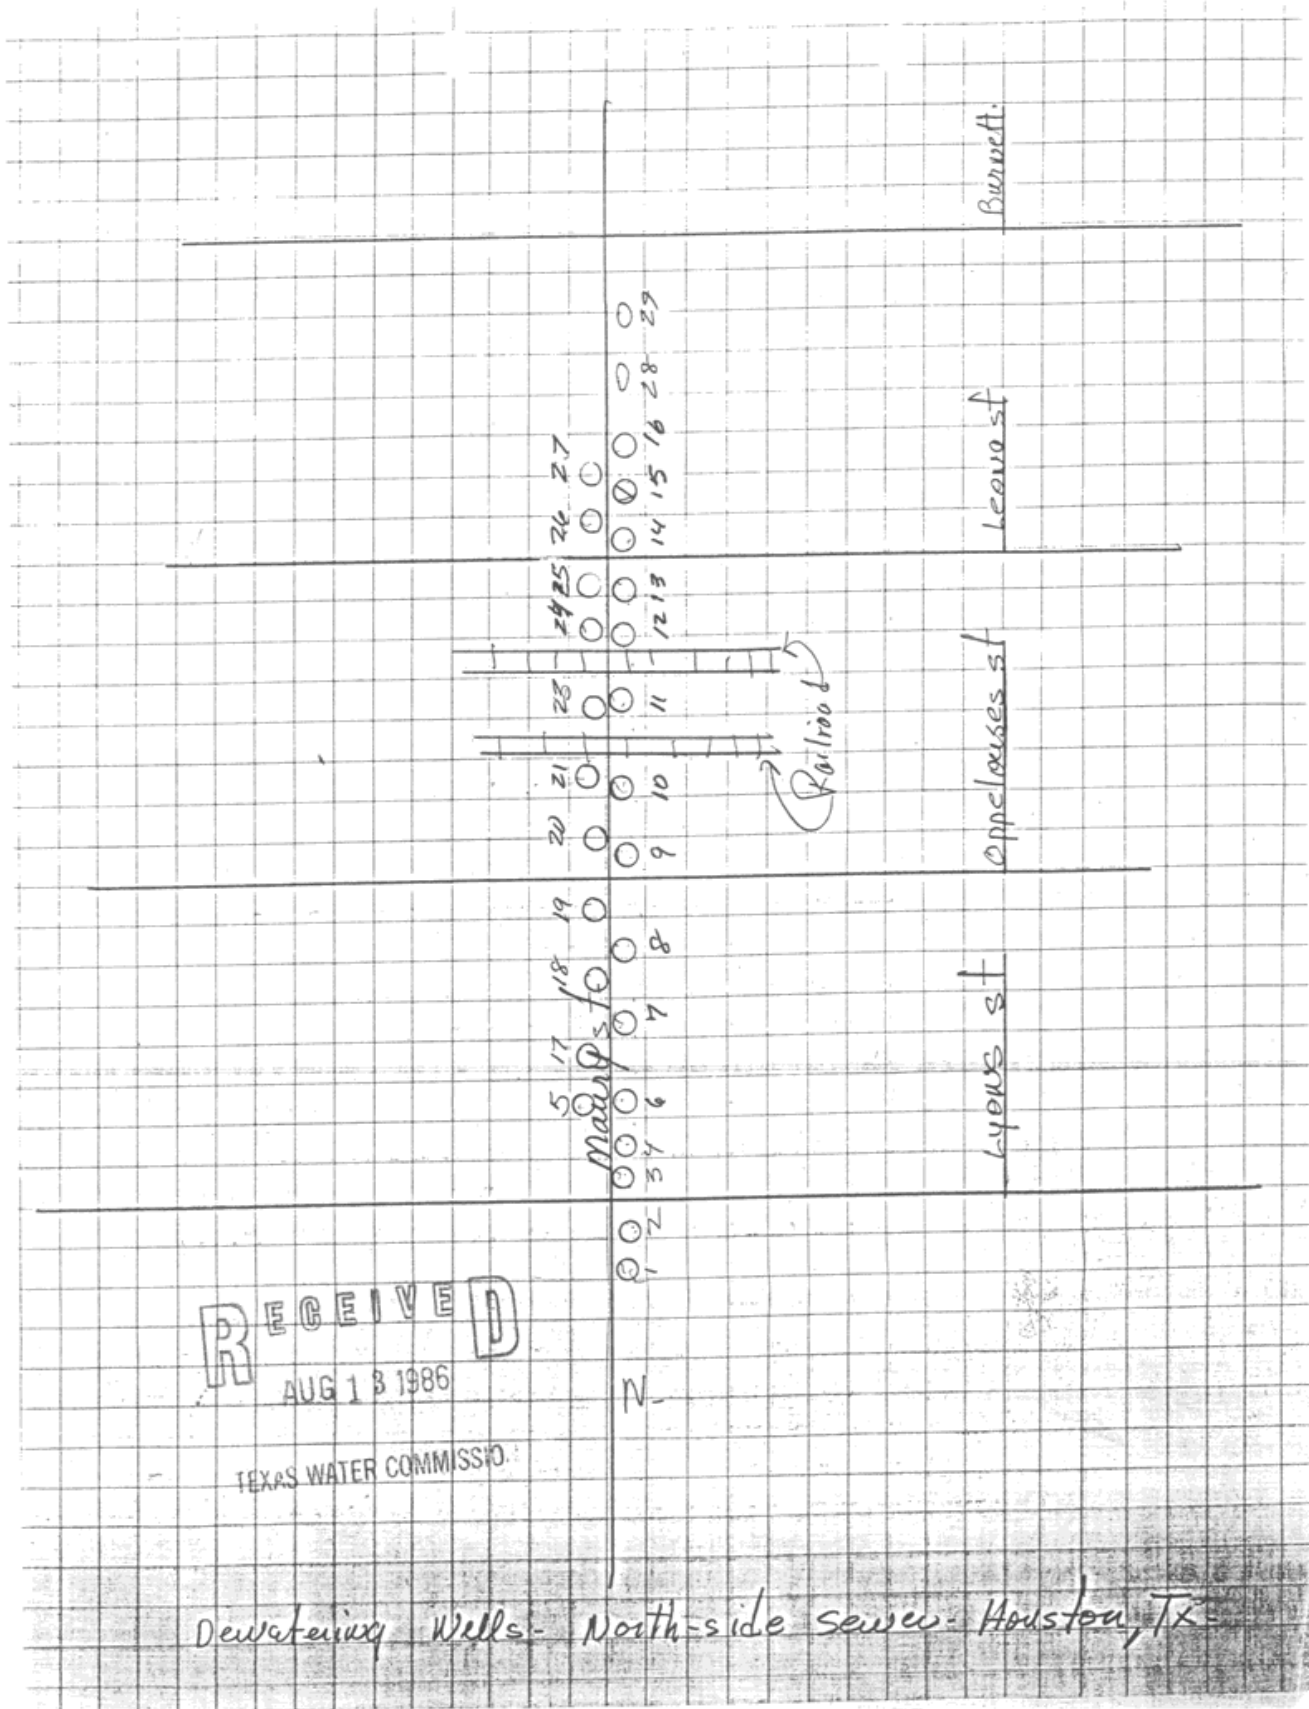 Burnett.
29
28
27
16
26
15
14
Leona st
25
13
24
12
23
11
Railroad
21
10
Oppelouses st
20
9
19
8
18
7
Maury st
17
5
6
4
3
Lyons st
2
1
RECEIVED
AUG 13 1986
TEXAS WATER COMMISSIO.
N-
Dewatering Wells- North-side sewer- Houston, Tx-